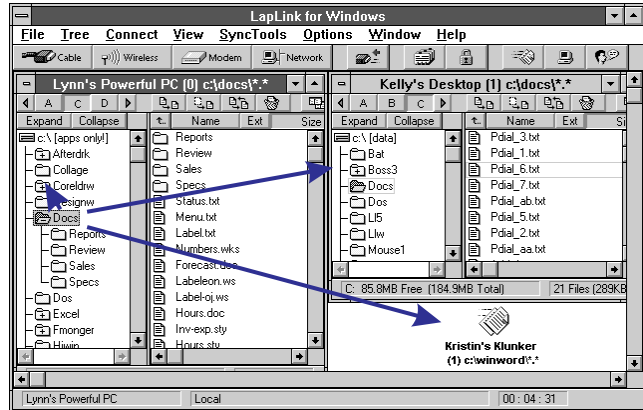 LapLink for Windows
File Tree Connect View SyncTools Options Window Help
Cable Wireless Modem Network
Lynn's Powerful PC (0) c:\docs\*.*
A C D
Expand Collapse Name Ext Size
c:\ [apps only!]
Afterdrk
Collage
Coreldrw
Designw
Docs
Reports
Review
Sales
Specs
Dos
Excel
Fmonger
Hiwin
Reports
Review
Sales
Specs
Status.txt
Menu.txt
Label.txt
Numbers.wks
Forecast.doc
Labeleon.ws
Label-oj.ws
Hours.doc
Inv-exp.sty
Hours.sty
Kelly's Desktop (1) c:\docs\*.*
A B C
Expand Collapse Name Ext Si
c:\ [data]
Bat
Boss3
Docs
Dos
Ll5
Llw
Mouse1
Pdial_3.txt
Pdial_1.txt
Pdial_6.txt
Pdial_7.txt
Pdial_ab.txt
Pdial_5.txt
Pdial_2.txt
Pdial_aa.txt
C: 85.8MB Free (184.9MB Total) 21 Files (289KB
Kristin's Klunker
(1) c:\winword\*.*
Lynn's Powerful PC Local 00 : 04 : 31